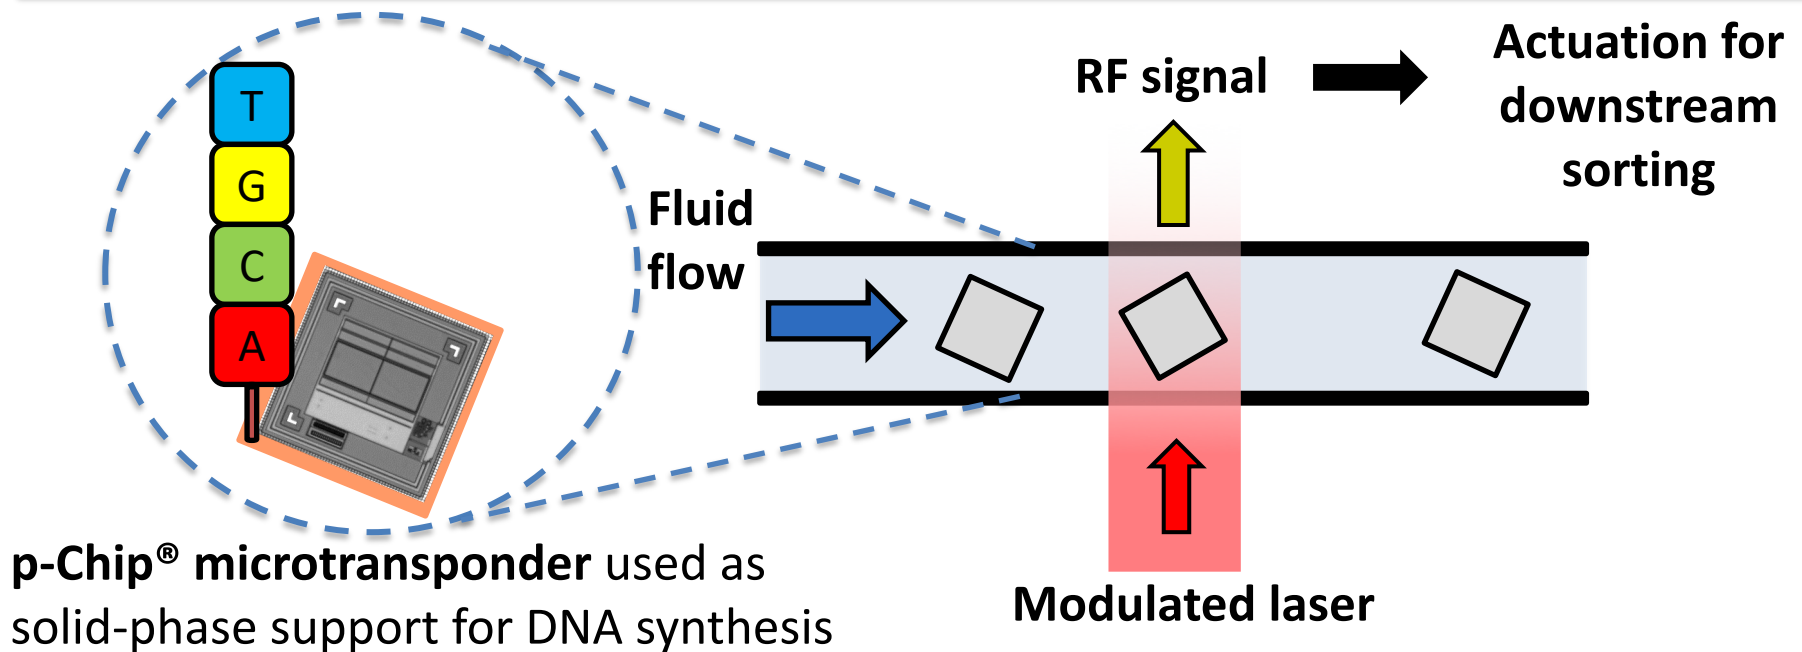 T
G
C
A
p-Chip® microtransponder used as
solid-phase support for DNA synthesis
Fluid
flow
RF signal
Actuation for
downstream
sorting
Modulated laser